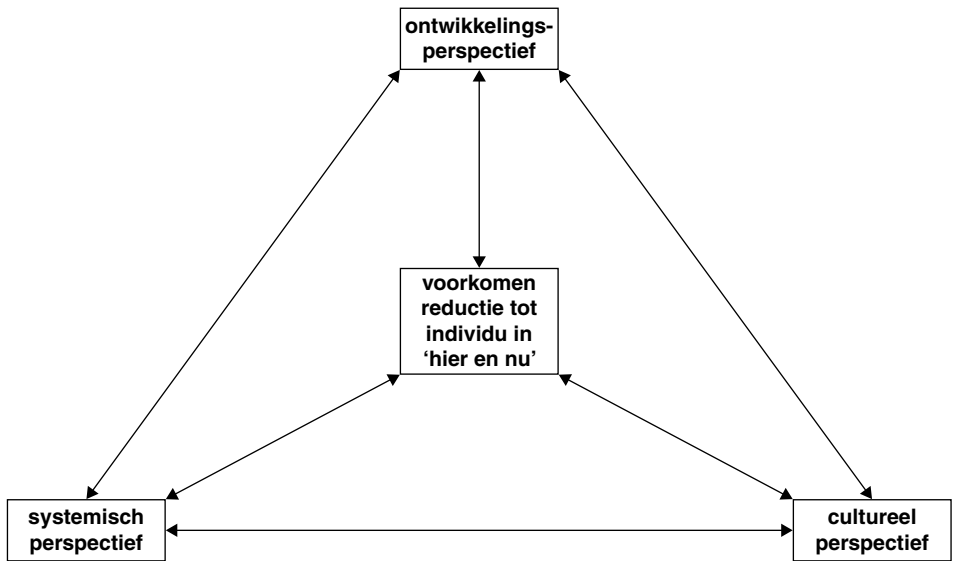 ontwikkelings-
perspectief
voorkomen
reductie tot
individu in
‘hier en nu’
systemisch
perspectief
cultureel
perspectief